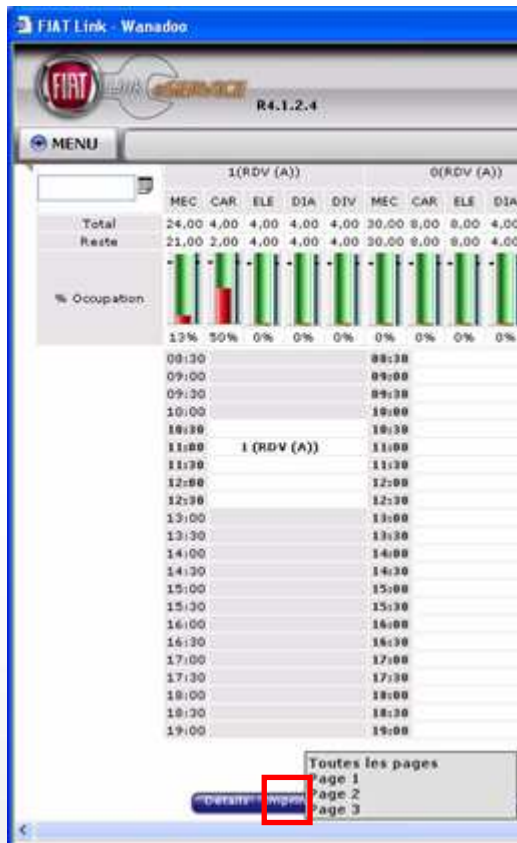 FIAT Link - Wanadoo
FIAT LINK eSERVICE
R4.1.2.4
MENU
1(RDV (A)) 0(RDV (A))
MEC CAR ELE DIA DIV MEC CAR ELE DIA
Total 24,00 4,00 4,00 4,00 4,00 30,00 8,00 8,00 4,00
Reste 21,00 2,00 4,00 4,00 4,00 30,00 8,00 8,00 4,00
% Occupation
13% 50% 0% 0% 0% 0% 0% 0% 0%
08:30 08:30
09:00 09:00
09:30 09:30
10:00 10:00
10:30 10:30
11:00 1 (RDV (A)) 11:00
11:30 11:30
12:00 12:00
12:30 12:30
13:00 13:00
13:30 13:30
14:00 14:00
14:30 14:30
15:00 15:00
15:30 15:30
16:00 16:00
16:30 16:30
17:00 17:00
17:30 17:30
18:00 18:00
18:30 18:30
19:00 19:00
Toutes les pages
Page 1
Page 2
Page 3
Détails